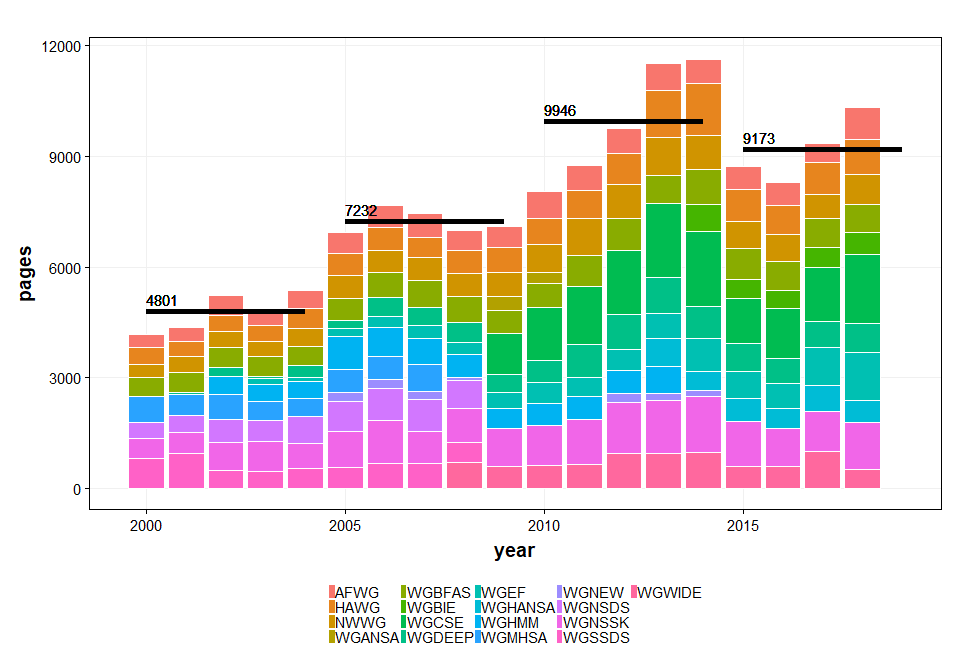 12000
9946
9000
9173
7232
6000
4801
3000
0
pages
2000 2005 2010 2015
year
AFWG WGBFAS WGEF WGNEW WGWIDE
HAWG WGBIE WGHANSA WGNSDS
NWWG WGCSE WGHMM WGNSSK
WGANSA WGDEEP WGMHSA WGSSDS